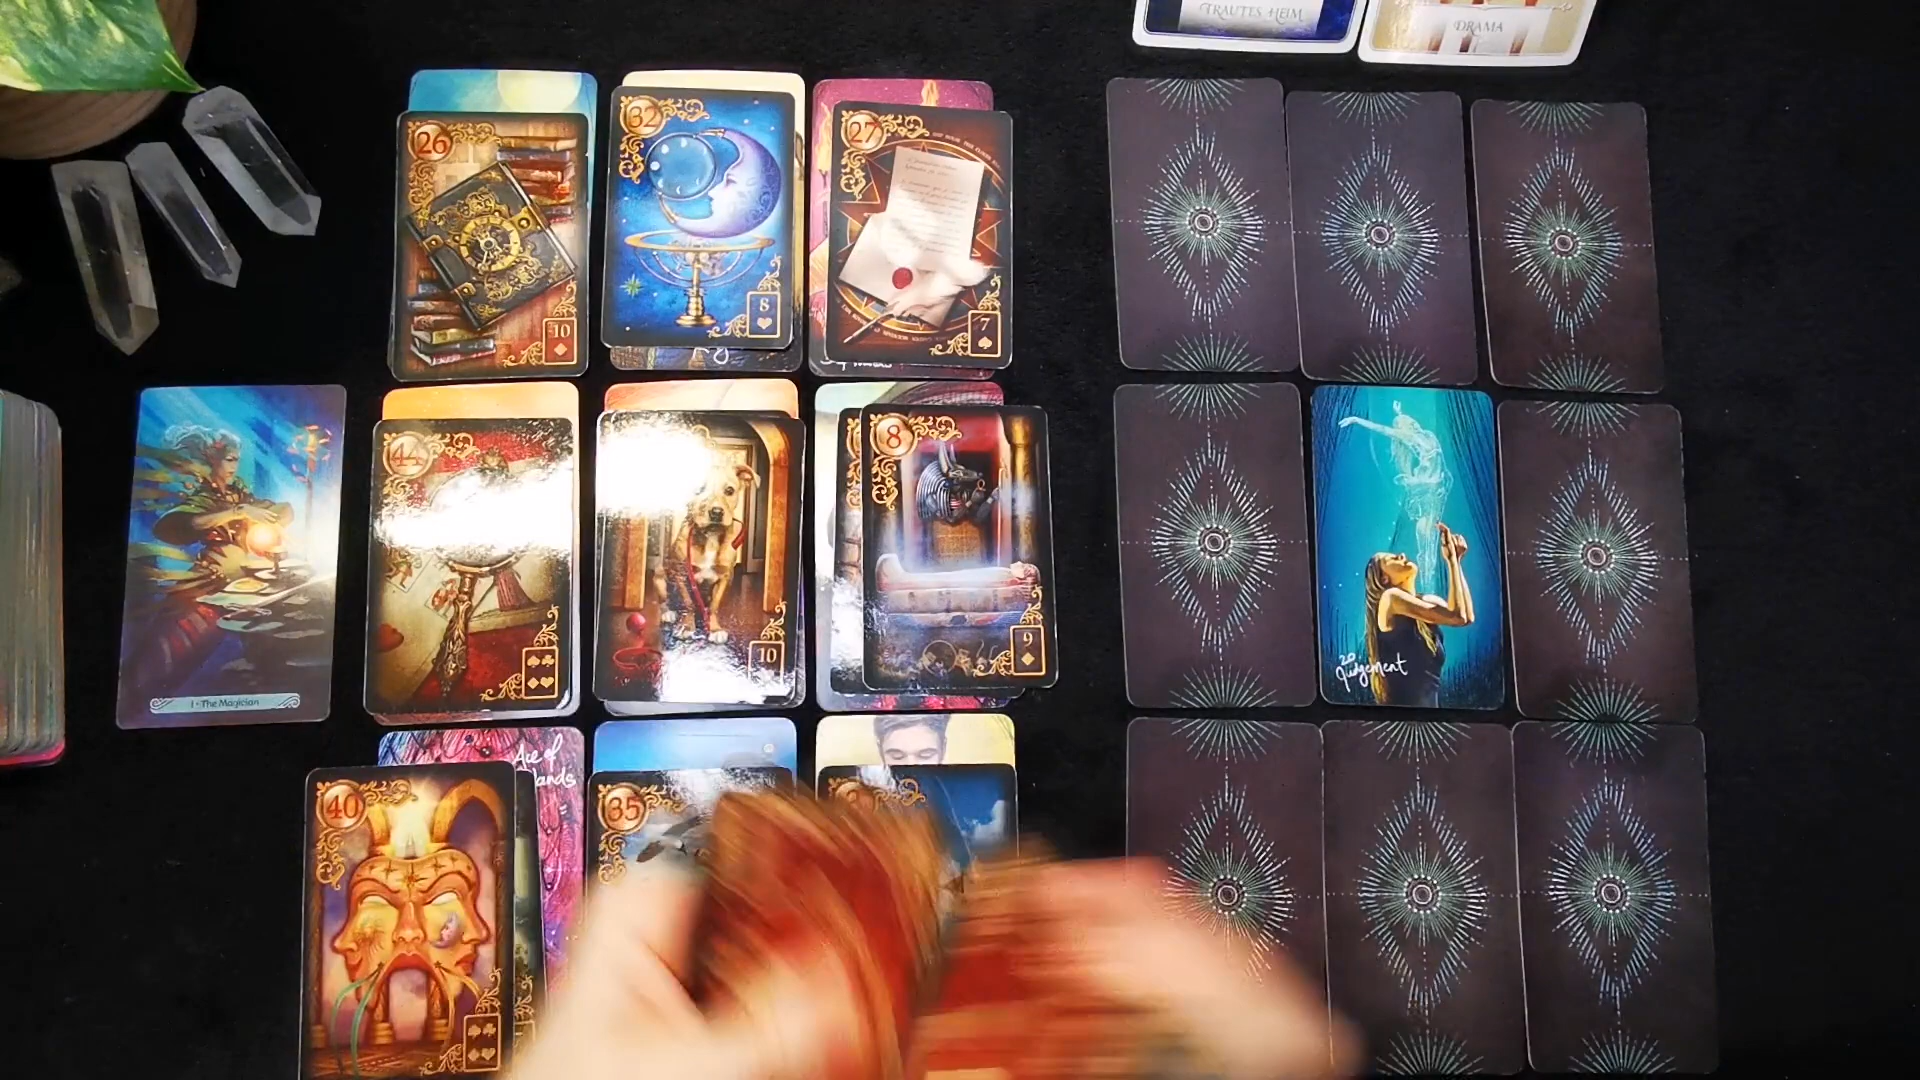 TRAUTES HEIM
DRAMA
26
10
32
8
27
7
44
10
8
9
I • The Magician
20
Judgement
Ace of
40
35